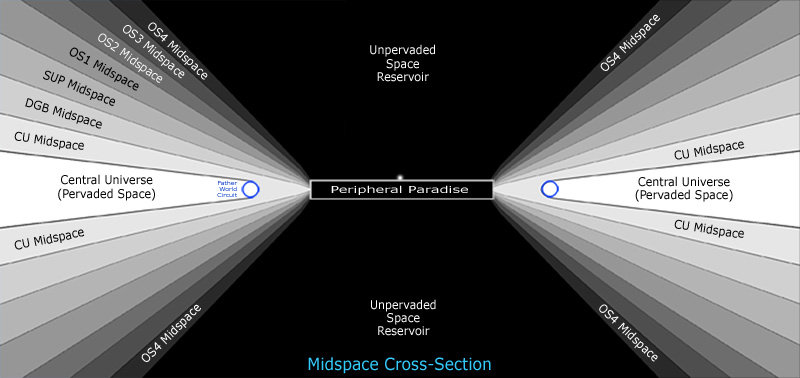 OS4 Midspace
OS3 Midspace
OS2 Midspace
OS1 Midspace
SUP Midspace
DGB Midspace
CU Midspace
Central Universe
(Pervaded Space)
Father
World
Circuit
CU Midspace
OS4 Midspace
Unpervaded
Space
Reservoir
Peripheral Paradise
Unpervaded
Space
Reservoir
OS4 Midspace
CU Midspace
Central Universe
(Pervaded Space)
CU Midspace
OS4 Midspace
Midspace Cross-Section